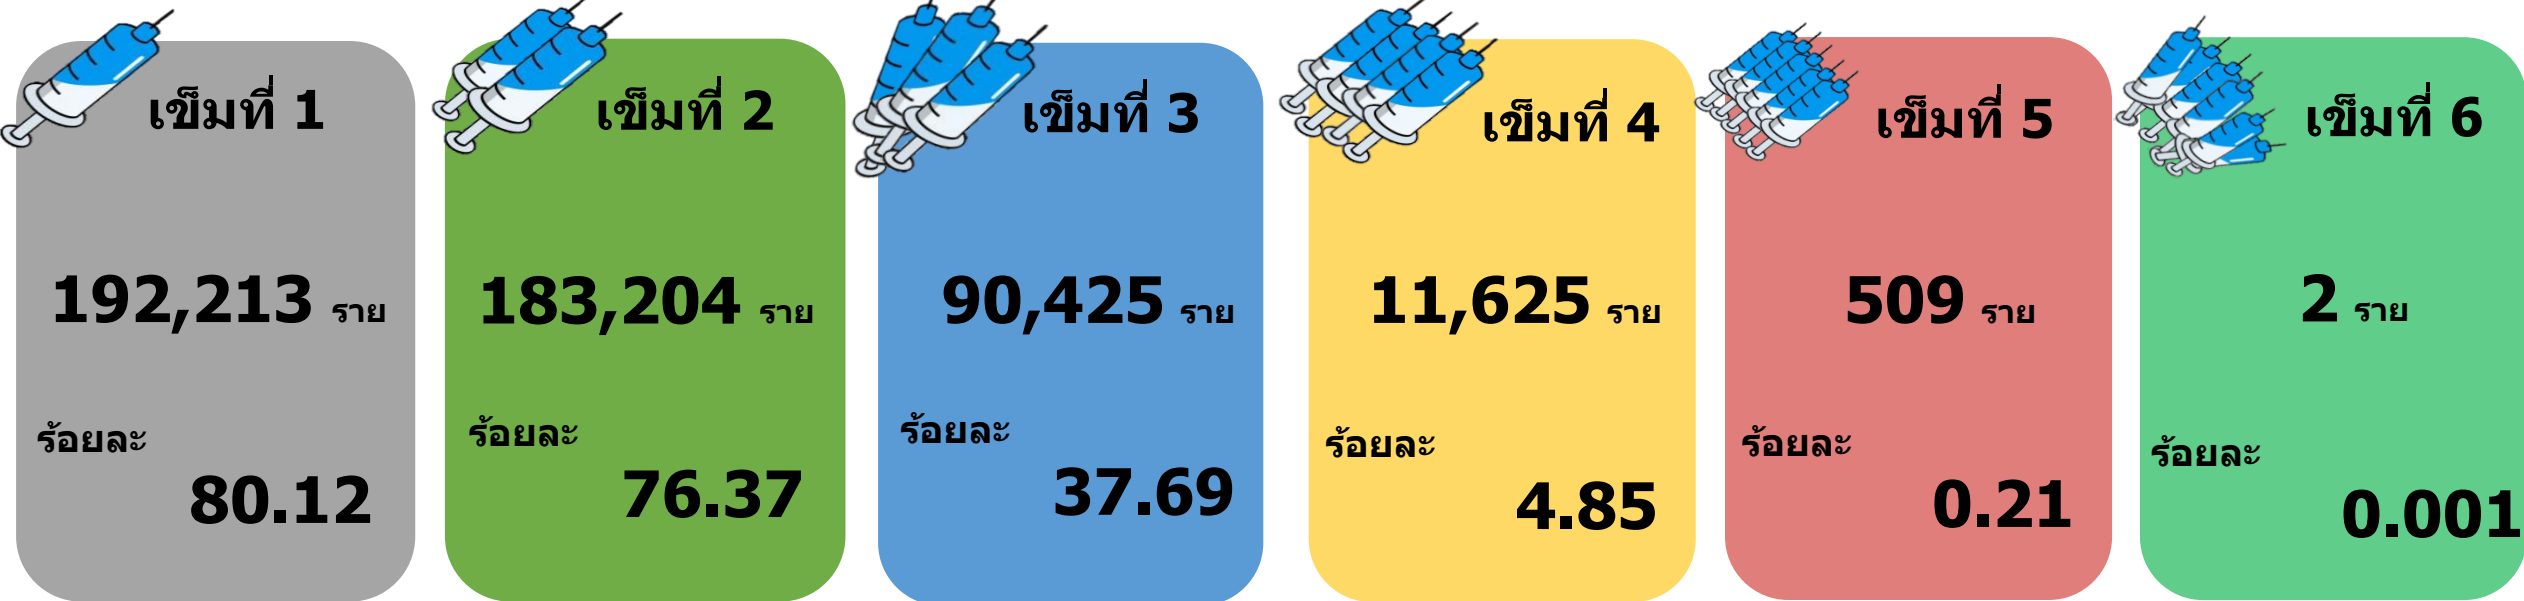 เข็มที่ 1
192,213 ราย
ร้อยละ
80.12
เข็มที่ 2
183,204 ราย
ร้อยละ
76.37
เข็มที่ 3
90,425 ราย
ร้อยละ
37.69
เข็มที่ 4
11,625 ราย
ร้อยละ
4.85
เข็มที่ 5
509 ราย
ร้อยละ
0.21
เข็มที่ 6
2 ราย
ร้อยละ
0.001